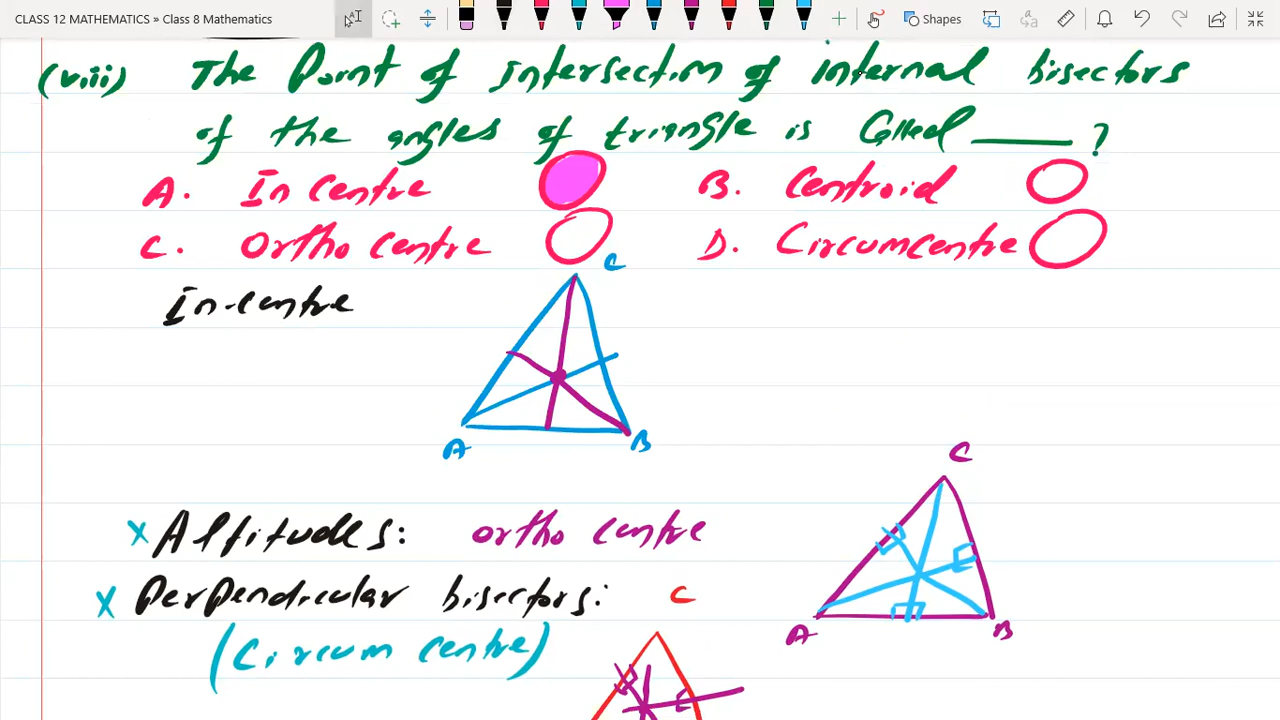 CLASS 12 MATHEMATICS » Class 8 Mathematics
Shapes
(viii) The Point of intersection of internal bisectors
of the angles of triangle is Called ____ ?
A. In Centre B. Centroid
C. Ortho Centre D. Circumcentre
C
In-centre
A B
C
x Altitudes: ortho centre
x Perpendicular bisectors: C
A B
(Circum centre)